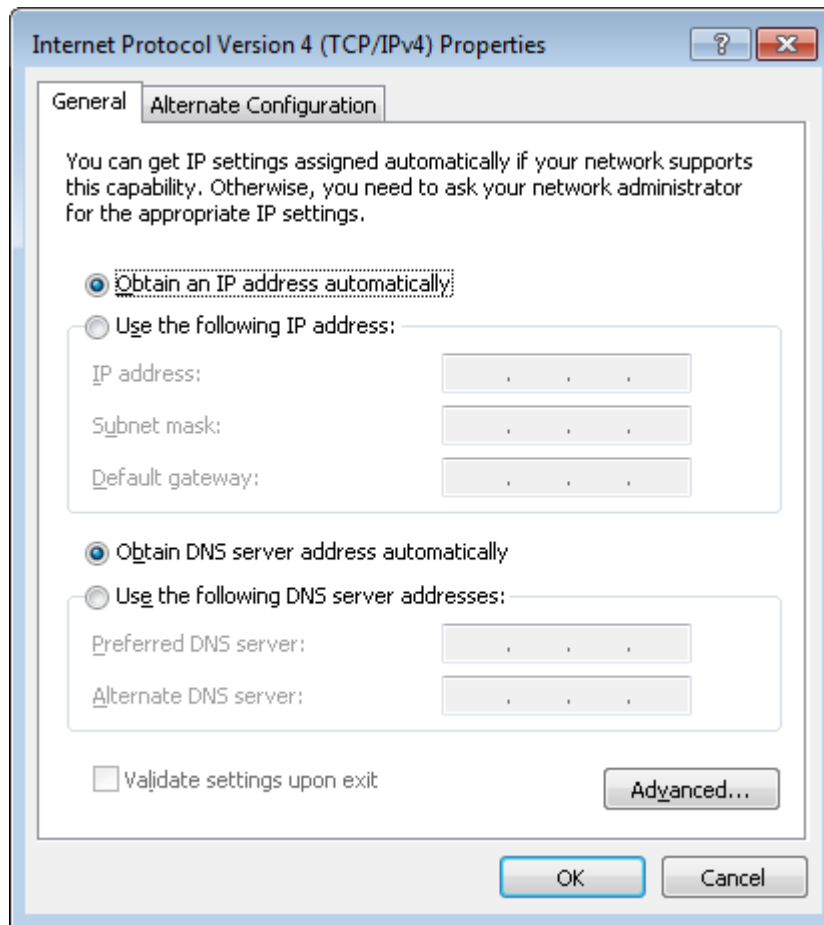 Internet Protocol Version 4 (TCP/IPv4) Properties
General
Alternate Configuration
You can get IP settings assigned automatically if your network supports
this capability. Otherwise, you need to ask your network administrator
for the appropriate IP settings.
Obtain an IP address automatically
Use the following IP address:
IP address:
Subnet mask:
Default gateway:
Obtain DNS server address automatically
Use the following DNS server addresses:
Preferred DNS server:
Alternate DNS server:
Validate settings upon exit
Advanced...
OK
Cancel